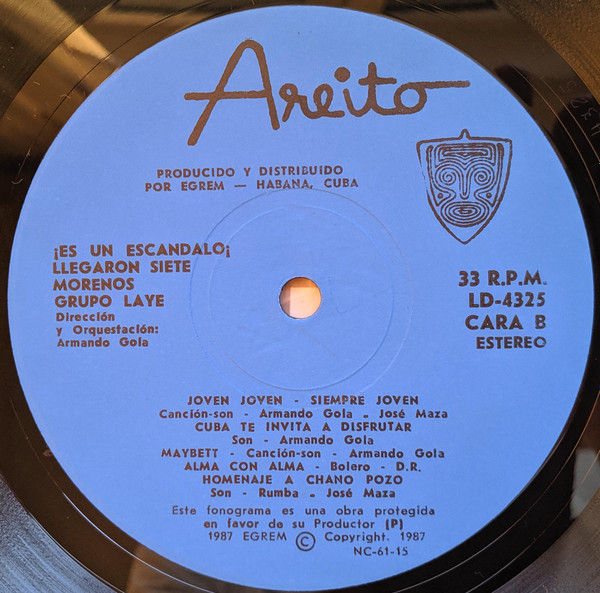 Areito
PRODUCIDO Y DISTRIBUIDO
POR EGREM — HABANA, CUBA
¡ES UN ESCANDALO¡
LLEGARON SIETE
MORENOS
GRUPO LAYE
Dirección
y Orquestación:
Armando Gola
33 R.P.M.
LD-4325
CARA B
ESTEREO
JOVEN JOVEN - SIEMPRE JOVEN
Canción-son - Armando Gola - José Maza
CUBA TE INVITA A DISFRUTAR
Son - Armando Gola
MAYBETT - Canción-son - Armando Gola
ALMA CON ALMA - Bolero - D.R.
HOMENAJE A CHANO POZO
Son - Rumba - José Maza
Este fonograma es una obra protegida
en favor de su Productor (P)
1987 EGREM © Copyright. 1987
NC-61-15